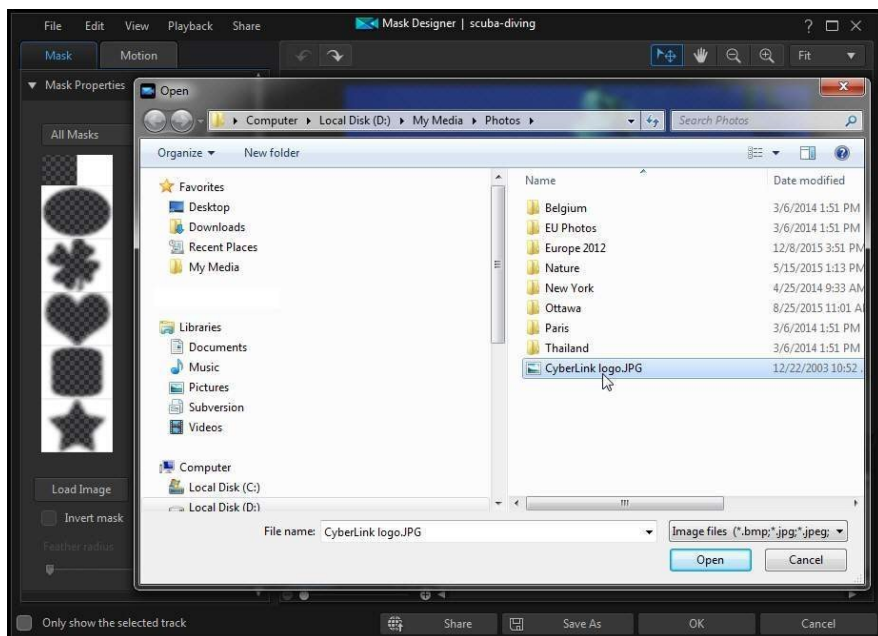 File Edit View Playback Share Mask Designer | scuba-diving ?
Mask Motion Fit
Mask Properties
All Masks
Load Image
Invert mask
Feather radius
Open
Computer Local Disk (D:) My Media Photos Search Photos
Organize New folder
Favorites
Desktop
Downloads
Recent Places
My Media
Libraries
Documents
Music
Pictures
Subversion
Videos
Computer
Local Disk (C:)
Local Disk (D:)
Name Date modified
Belgium 3/6/2014 1:51 PM
EU Photos 3/6/2014 1:51 PM
Europe 2012 12/8/2015 3:51 PM
Nature 5/15/2015 1:13 PM
New York 4/25/2014 9:33 AM
Ottawa 8/25/2015 11:01 AM
Paris 3/6/2014 1:51 PM
Thailand 3/6/2014 1:51 PM
CyberLink logo.JPG 12/22/2003 10:52
File name: CyberLink logo.JPG Image files (*.bmp;*.jpg;*.jpeg;
Open Cancel
Only show the selected track Share Save As OK Cancel